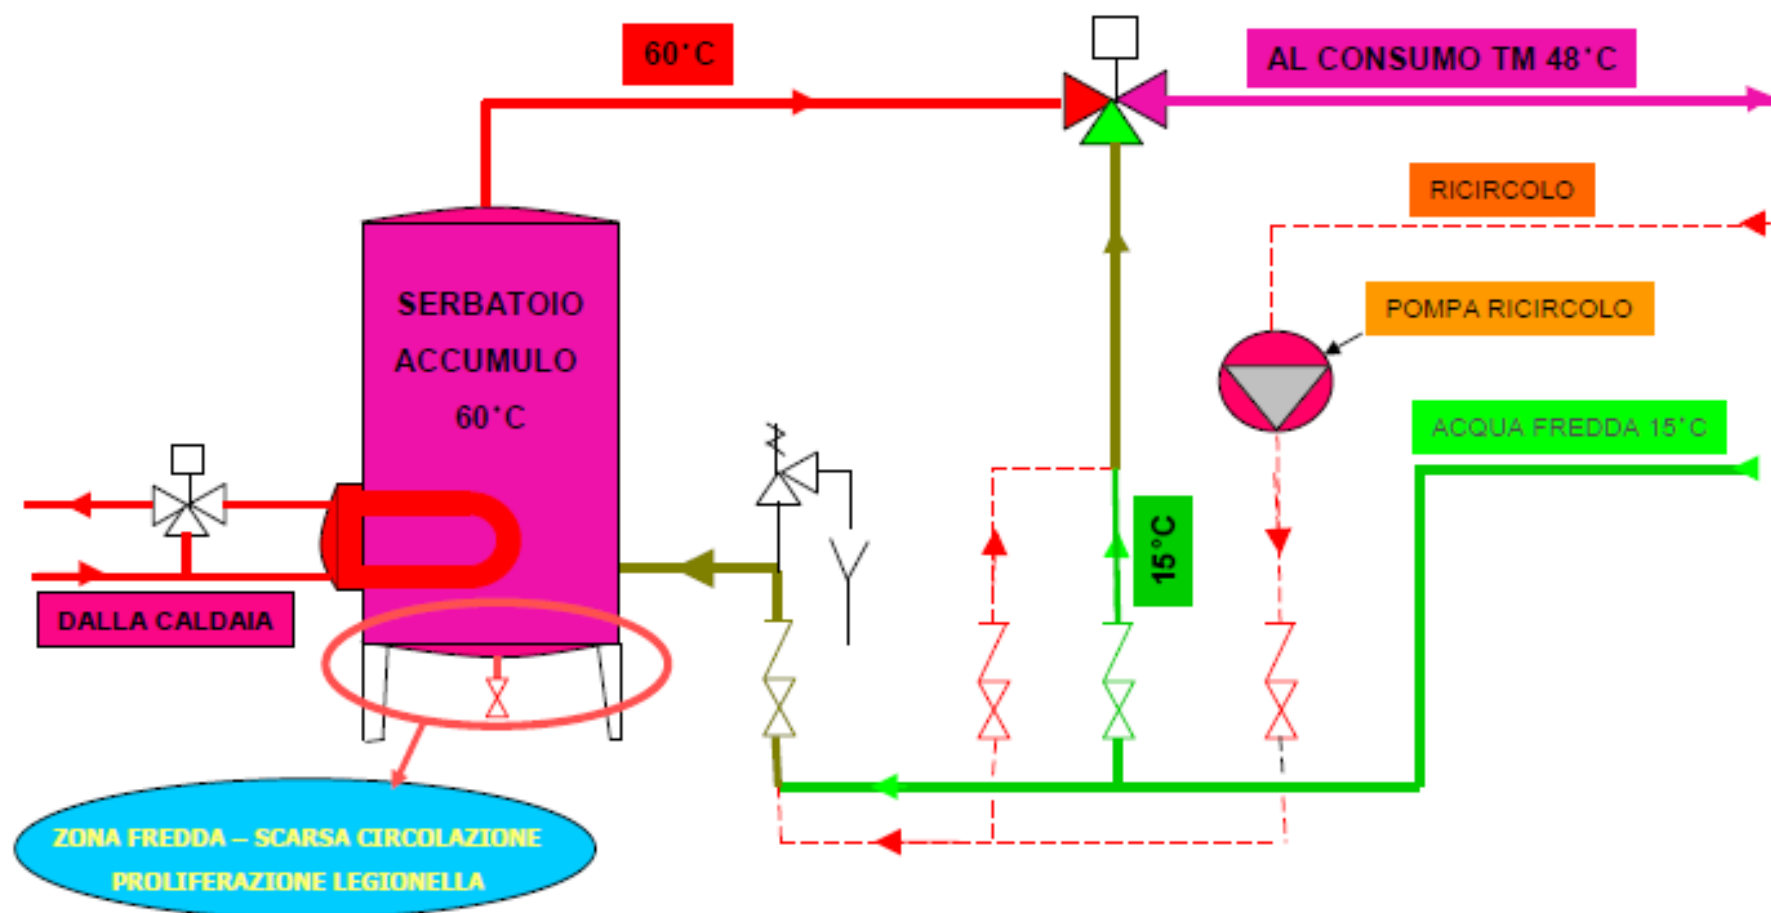 60°C
AL CONSUMO TM 48°C
RICIRCOLO
SERBATOIO
ACCUMULO
60°C
POMPA RICIRCOLO
ACQUA FREDDA 15°C
15°C
DALLA CALDAIA
ZONA FREDDA – SCARSA CIRCOLAZIONE
PROLIFERAZIONE LEGIONELLA